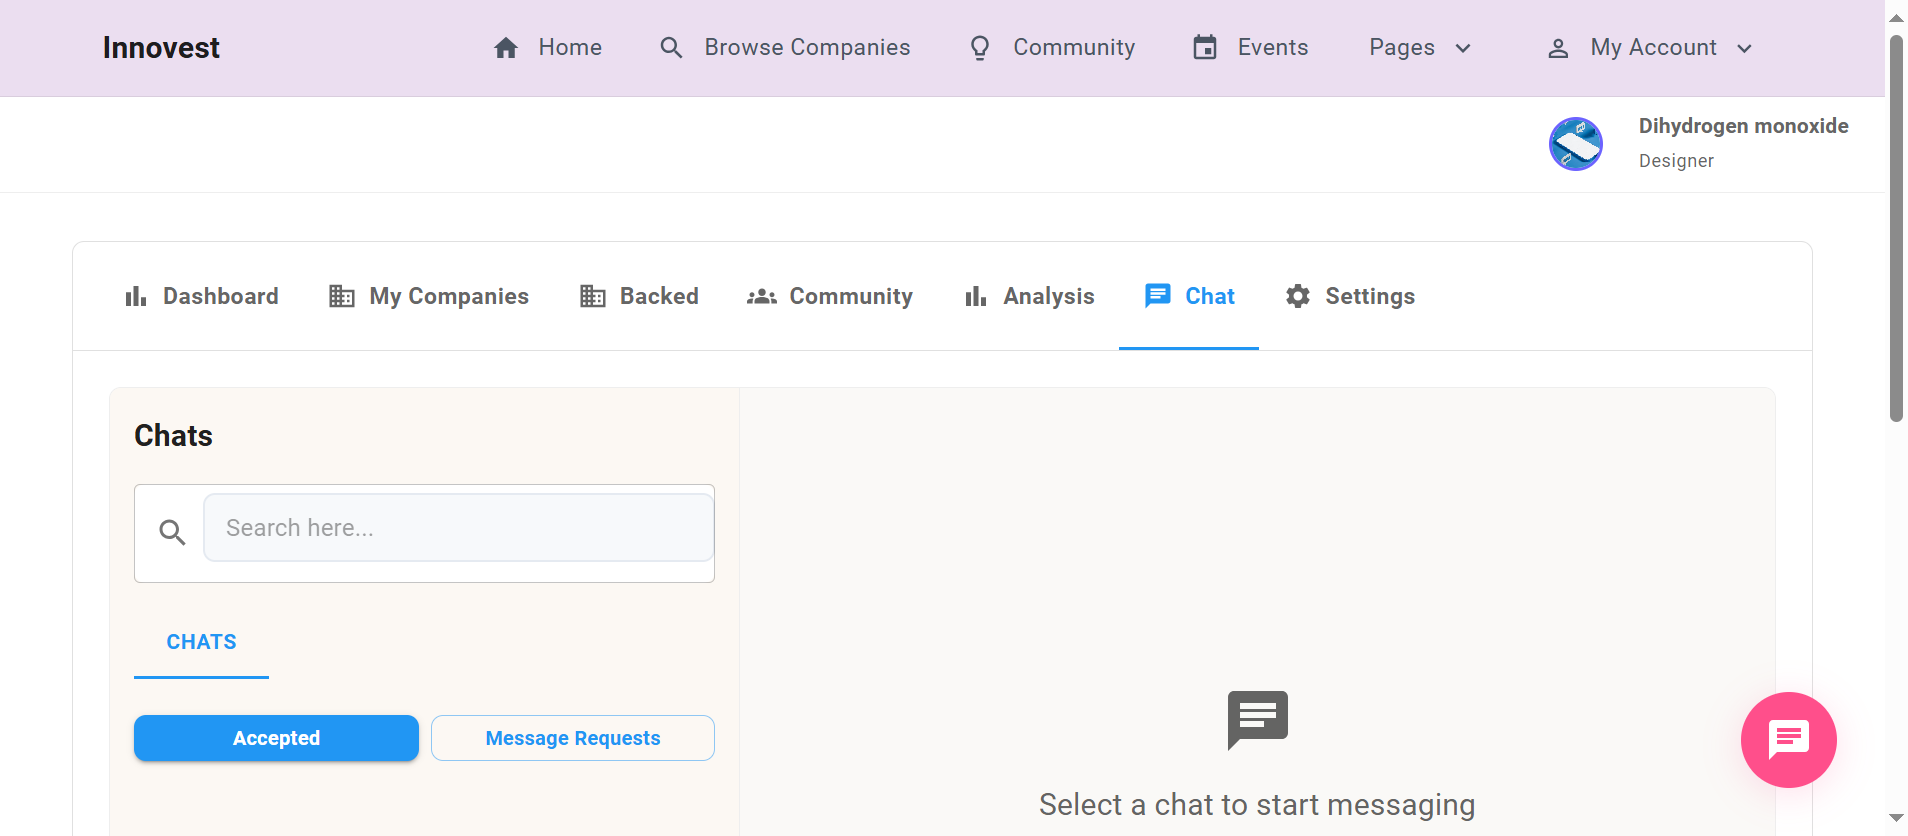 Innovest
Home
Browse Companies
Community
Events
Pages
My Account
Dihydrogen monoxide
Designer
Dashboard
My Companies
Backed
Community
Analysis
Chat
Settings
Chats
Search here...
CHATS
Accepted
Message Requests
Select a chat to start messaging